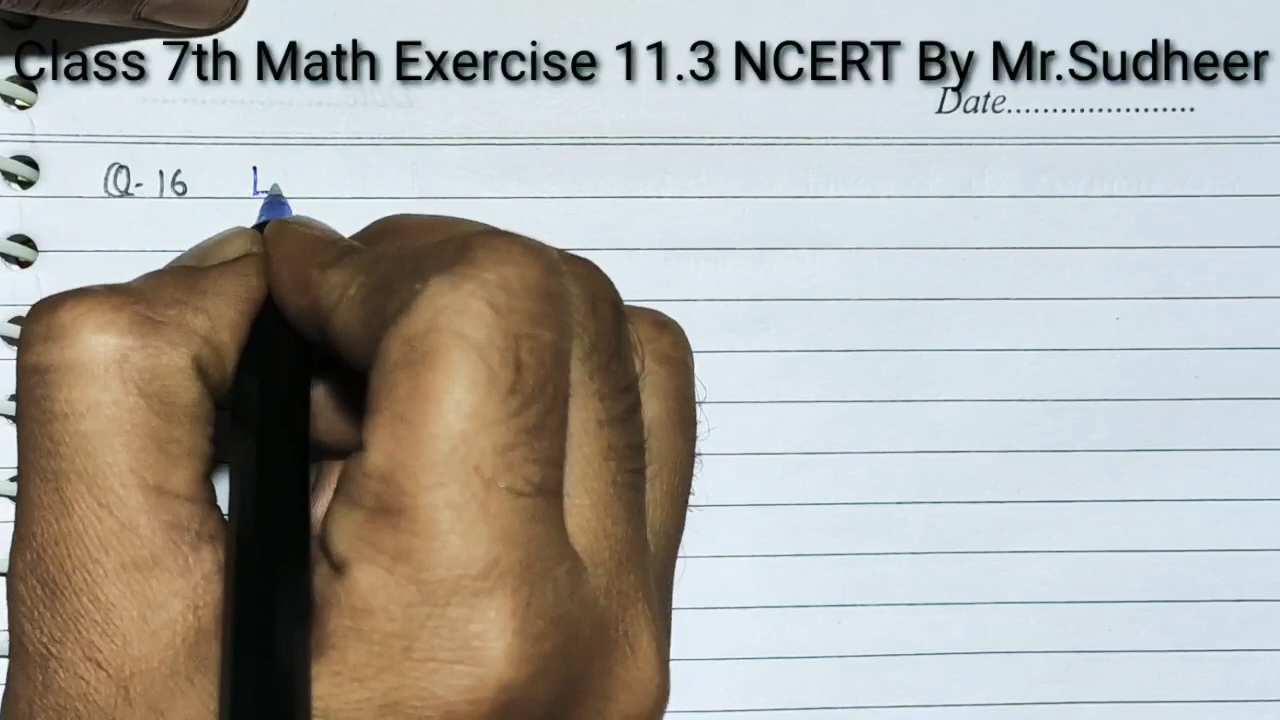 Class 7th Math Exercise 11.3 NCERT By Mr.Sudheer
Date.....................
Q-16 L